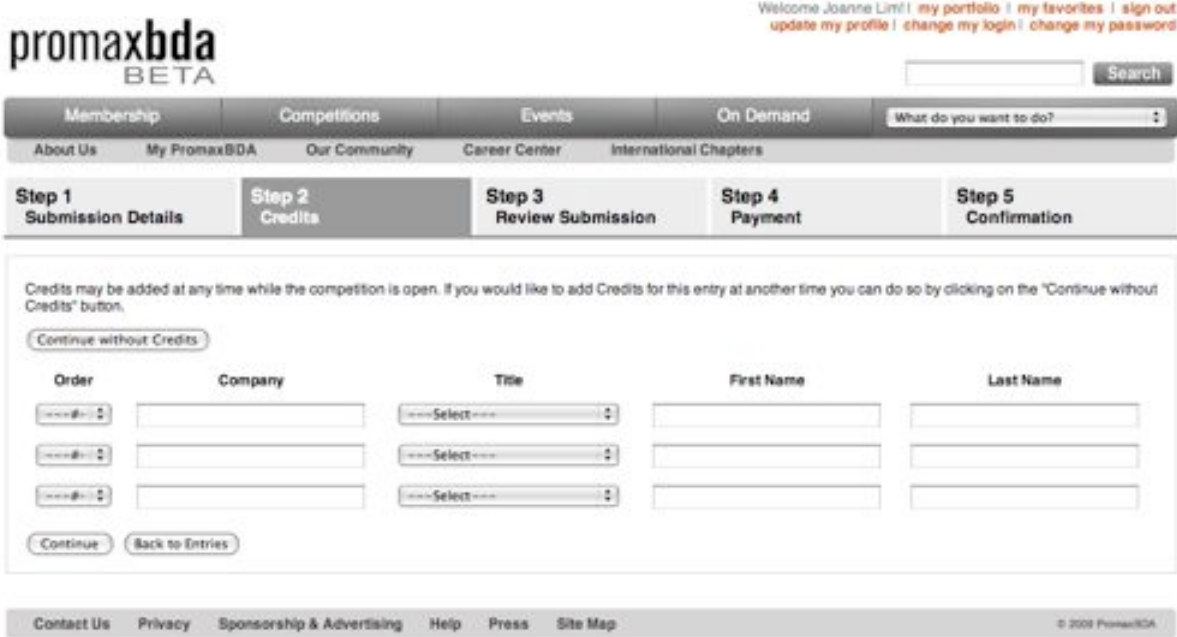 Welcome Joanne Lim! | my portfolio | my favorites | sign out
update my profile | change my login | change my password
promaxbda
BETA
Search
Membership Competitions Events On Demand What do you want to do?
About Us My PromaxBDA Our Community Career Center International Chapters
Step 1 Step 2 Step 3 Step 4 Step 5
Submission Details Credits Review Submission Payment Confirmation
Credits may be added at any time while the competition is open. If you would like to add Credits for this entry at another time you can do so by clicking on the "Continue without
Credits" button.
Continue without Credits
Order Company Title First Name Last Name
---#- ---Select---
---#- ---Select---
---#- ---Select---
Continue Back to Entries
Contact Us Privacy Sponsorship & Advertising Help Press Site Map © 2009 PromaxBDA